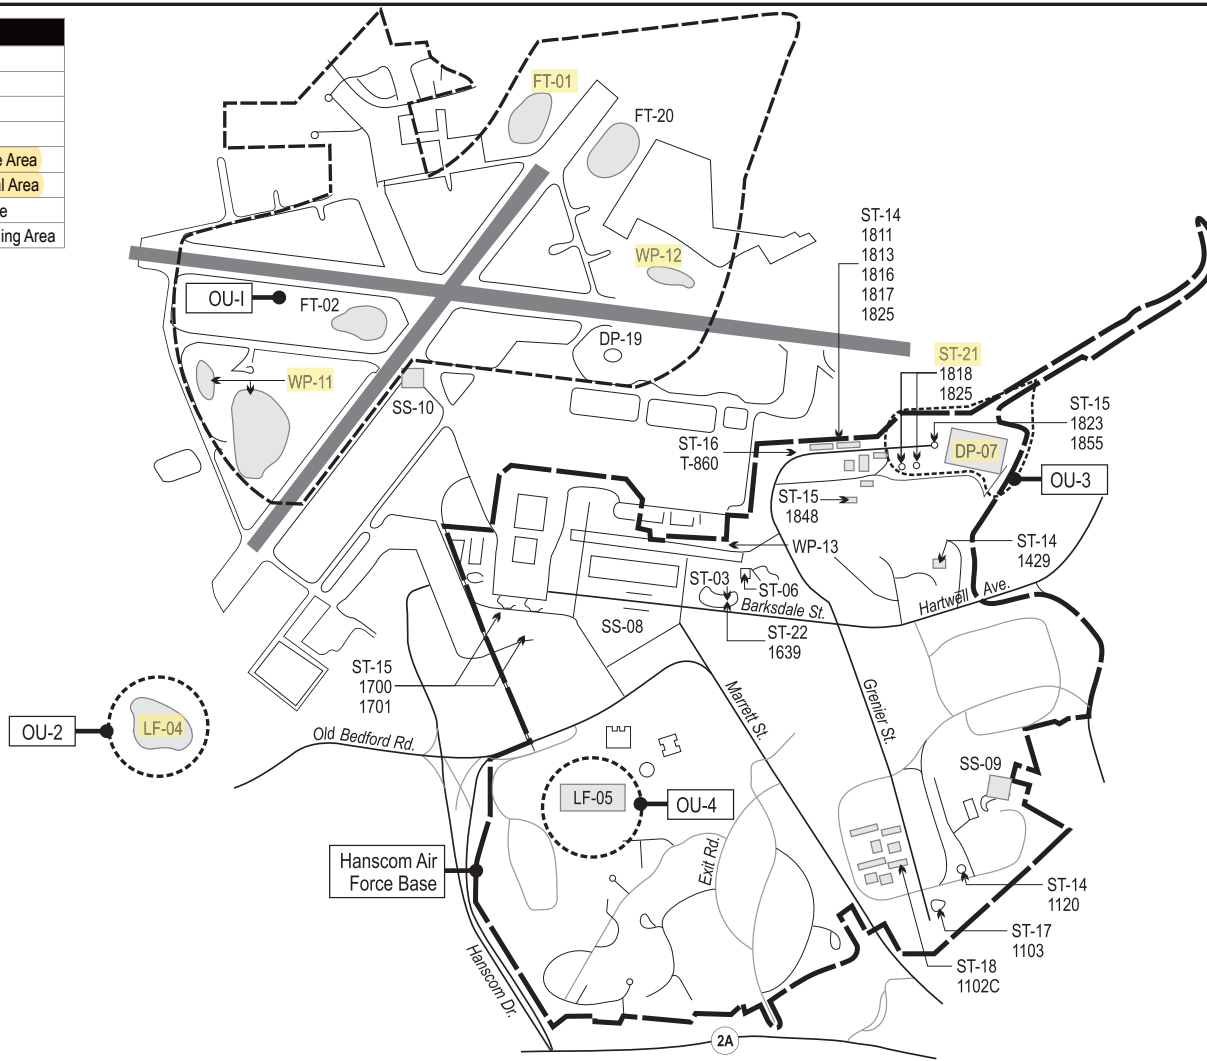 e Area
al Area
e
ing Area
FT-01
FT-20
ST-14
1811
1813
1816
1817
1825
WP-12
OU-I
FT-02
DP-19
ST-21
1818
1825
WP-11
SS-10
ST-15
1823
1855
ST-16
T-860
DP-07
OU-3
ST-15
1848
WP-13
ST-14
1429
ST-03
ST-06
Barksdale St.
Hartwell Ave.
SS-08
ST-22
1639
ST-15
1700
1701
Marrett St.
Grenier St.
OU-2
LF-04
Old Bedford Rd.
SS-09
LF-05
OU-4
Exit Rd.
Hanscom Air
Force Base
ST-14
1120
ST-17
1103
Hanscom Dr.
ST-18
1102C
2A